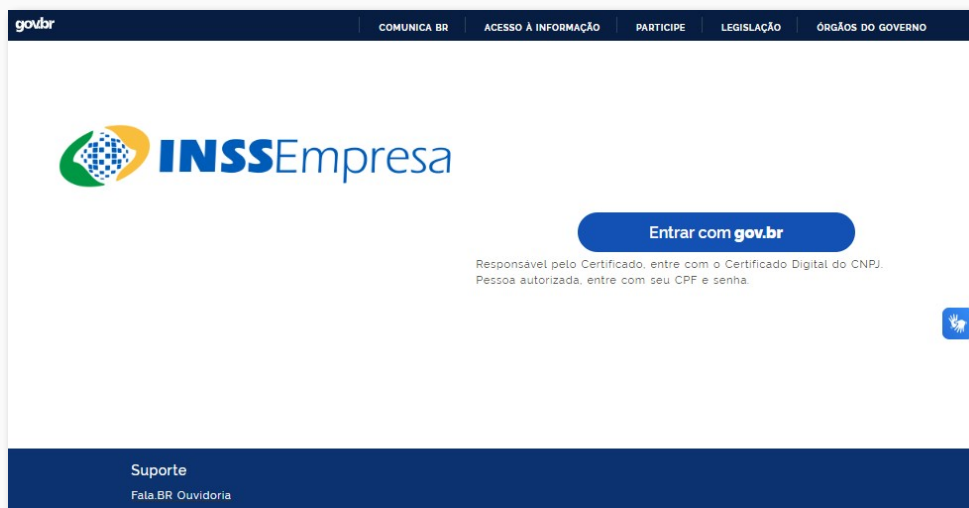 gov.br
COMUNICA BR
ACESSO À INFORMAÇÃO
PARTICIPE
LEGISLAÇÃO
ÓRGÃOS DO GOVERNO
INSSEmpresa
Entrar com gov.br
Responsável pelo Certificado, entre com o Certificado Digital do CNPJ.
Pessoa autorizada, entre com seu CPF e senha.
Suporte
Fala.BR Ouvidoria